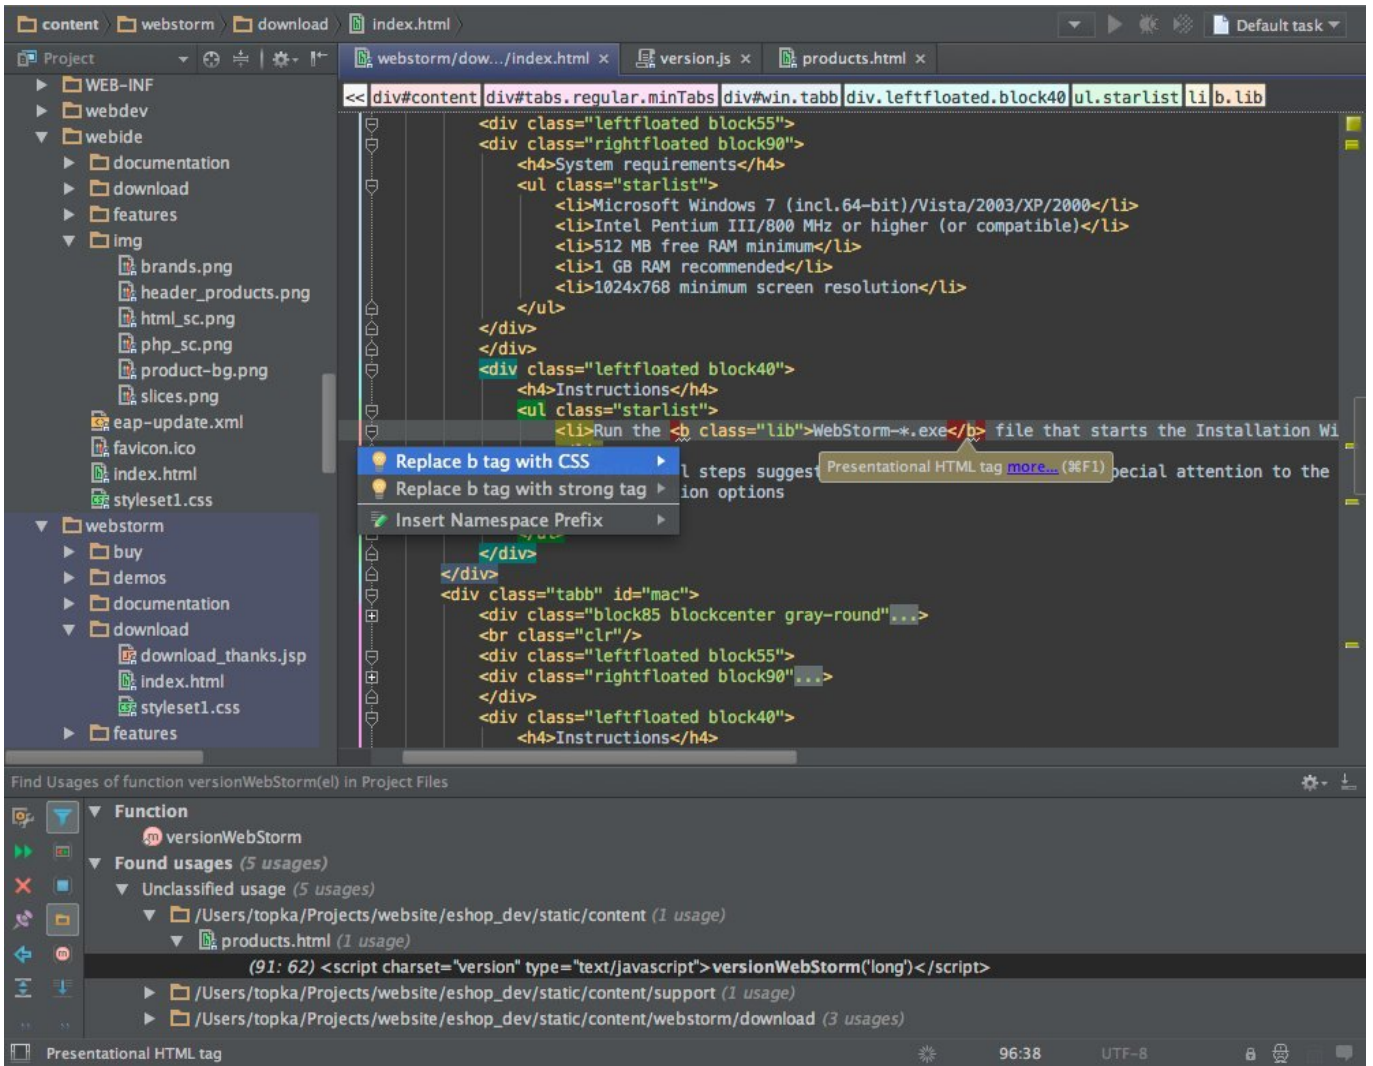 content webstorm download index.html Default task
Project webstorm/dow.../index.html × version.js × products.html ×
WEB-INF
webdev
webide
documentation
download
features
img
brands.png
header_products.png
html_sc.png
php_sc.png
product-bg.png
slices.png
eap-update.xml
favicon.ico
index.html
styleset1.css
webstorm
buy
demos
documentation
download
download_thanks.jsp
index.html
styleset1.css
features
<< div#content div#tabs.regular.minTabs div#win.tabb div.leftfloated.block40 ul.starlist li b.lib
<div class="leftfloated block55">
<div class="rightfloated block90">
<h4>System requirements</h4>
<ul class="starlist">
<li>Microsoft Windows 7 (incl.64-bit)/Vista/2003/XP/2000</li>
<li>Intel Pentium III/800 MHz or higher (or compatible)</li>
<li>512 MB free RAM minimum</li>
<li>1 GB RAM recommended</li>
<li>1024x768 minimum screen resolution</li>
</ul>
</div>
</div>
<div class="leftfloated block40">
<h4>Instructions</h4>
<ul class="starlist">
<li>Run the <b class="lib">WebStorm-*.exe</b> file that starts the Installation Wi
Replace b tag with CSS
l steps suggest Presentational HTML tag more... (⌘F1) pecial attention to the
Replace b tag with strong tag
ion options
Insert Namespace Prefix
</ul>
</div>
</div>
<div class="tabb" id="mac">
<div class="block85 blockcenter gray-round"...>
<br class="clr"/>
<div class="leftfloated block55">
<div class="rightfloated block90"...>
</div>
<div class="leftfloated block40">
<h4>Instructions</h4>
Find Usages of function versionWebStorm(el) in Project Files
Function
m versionWebStorm
Found usages (5 usages)
Unclassified usage (5 usages)
/Users/topka/Projects/website/eshop_dev/static/content (1 usage)
products.html (1 usage)
(91: 62) <script charset="version" type="text/javascript">versionWebStorm('long')</script>
/Users/topka/Projects/website/eshop_dev/static/content/support (1 usage)
/Users/topka/Projects/website/eshop_dev/static/content/webstorm/download (3 usages)
Presentational HTML tag 96:38 UTF-8